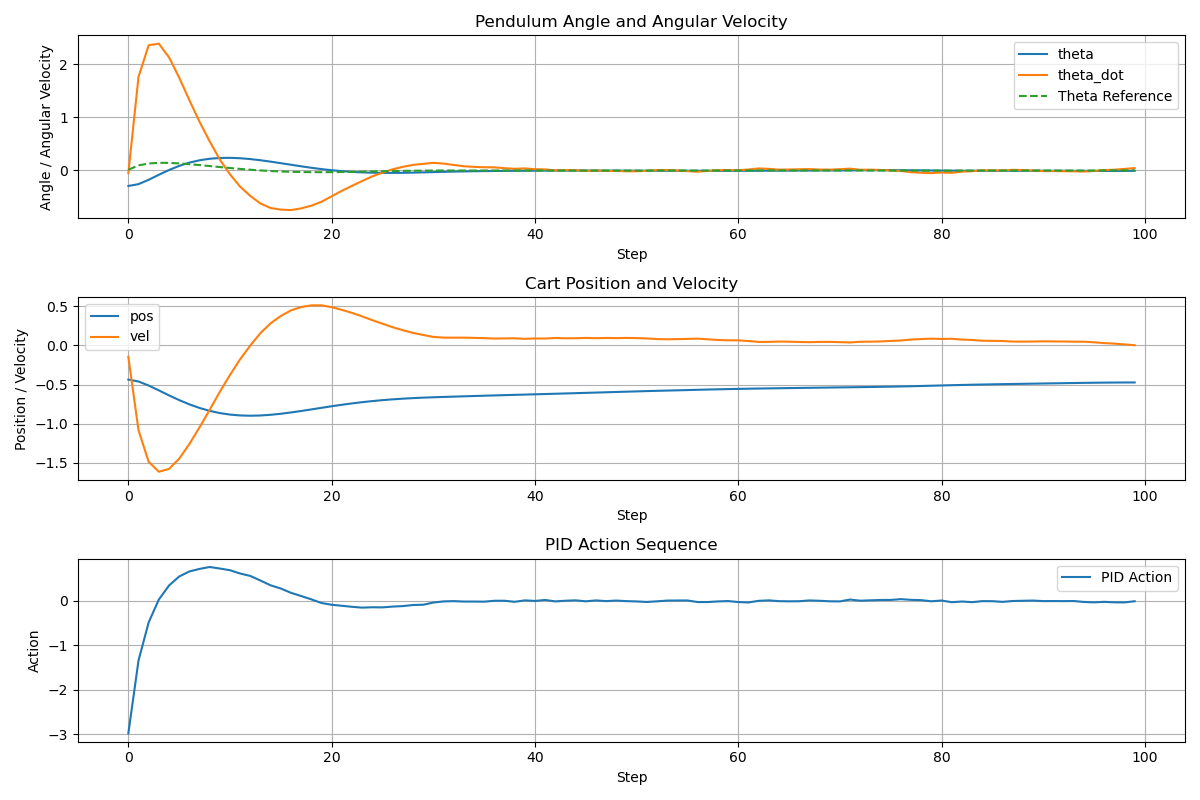 Pendulum Angle and Angular Velocity
Angle / Angular Velocity
2
1
0
theta
theta_dot
Theta Reference
0 20 40 60 80 100
Step
Cart Position and Velocity
Position / Velocity
0.5
0.0
−0.5
−1.0
−1.5
pos
vel
0 20 40 60 80 100
Step
PID Action Sequence
Action
0
−1
−2
−3
PID Action
0 20 40 60 80 100
Step